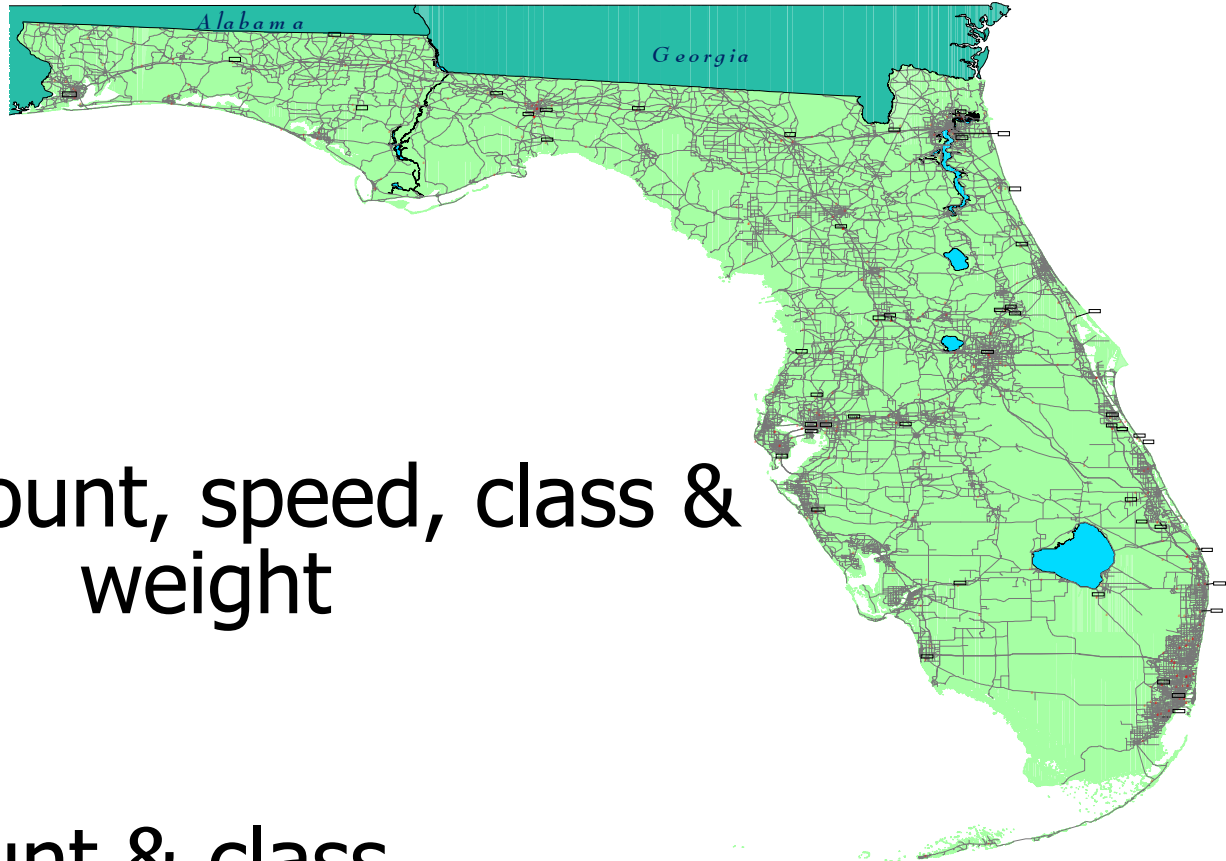 Alabama
Georgia
ount, speed, class &
weight
unt & class